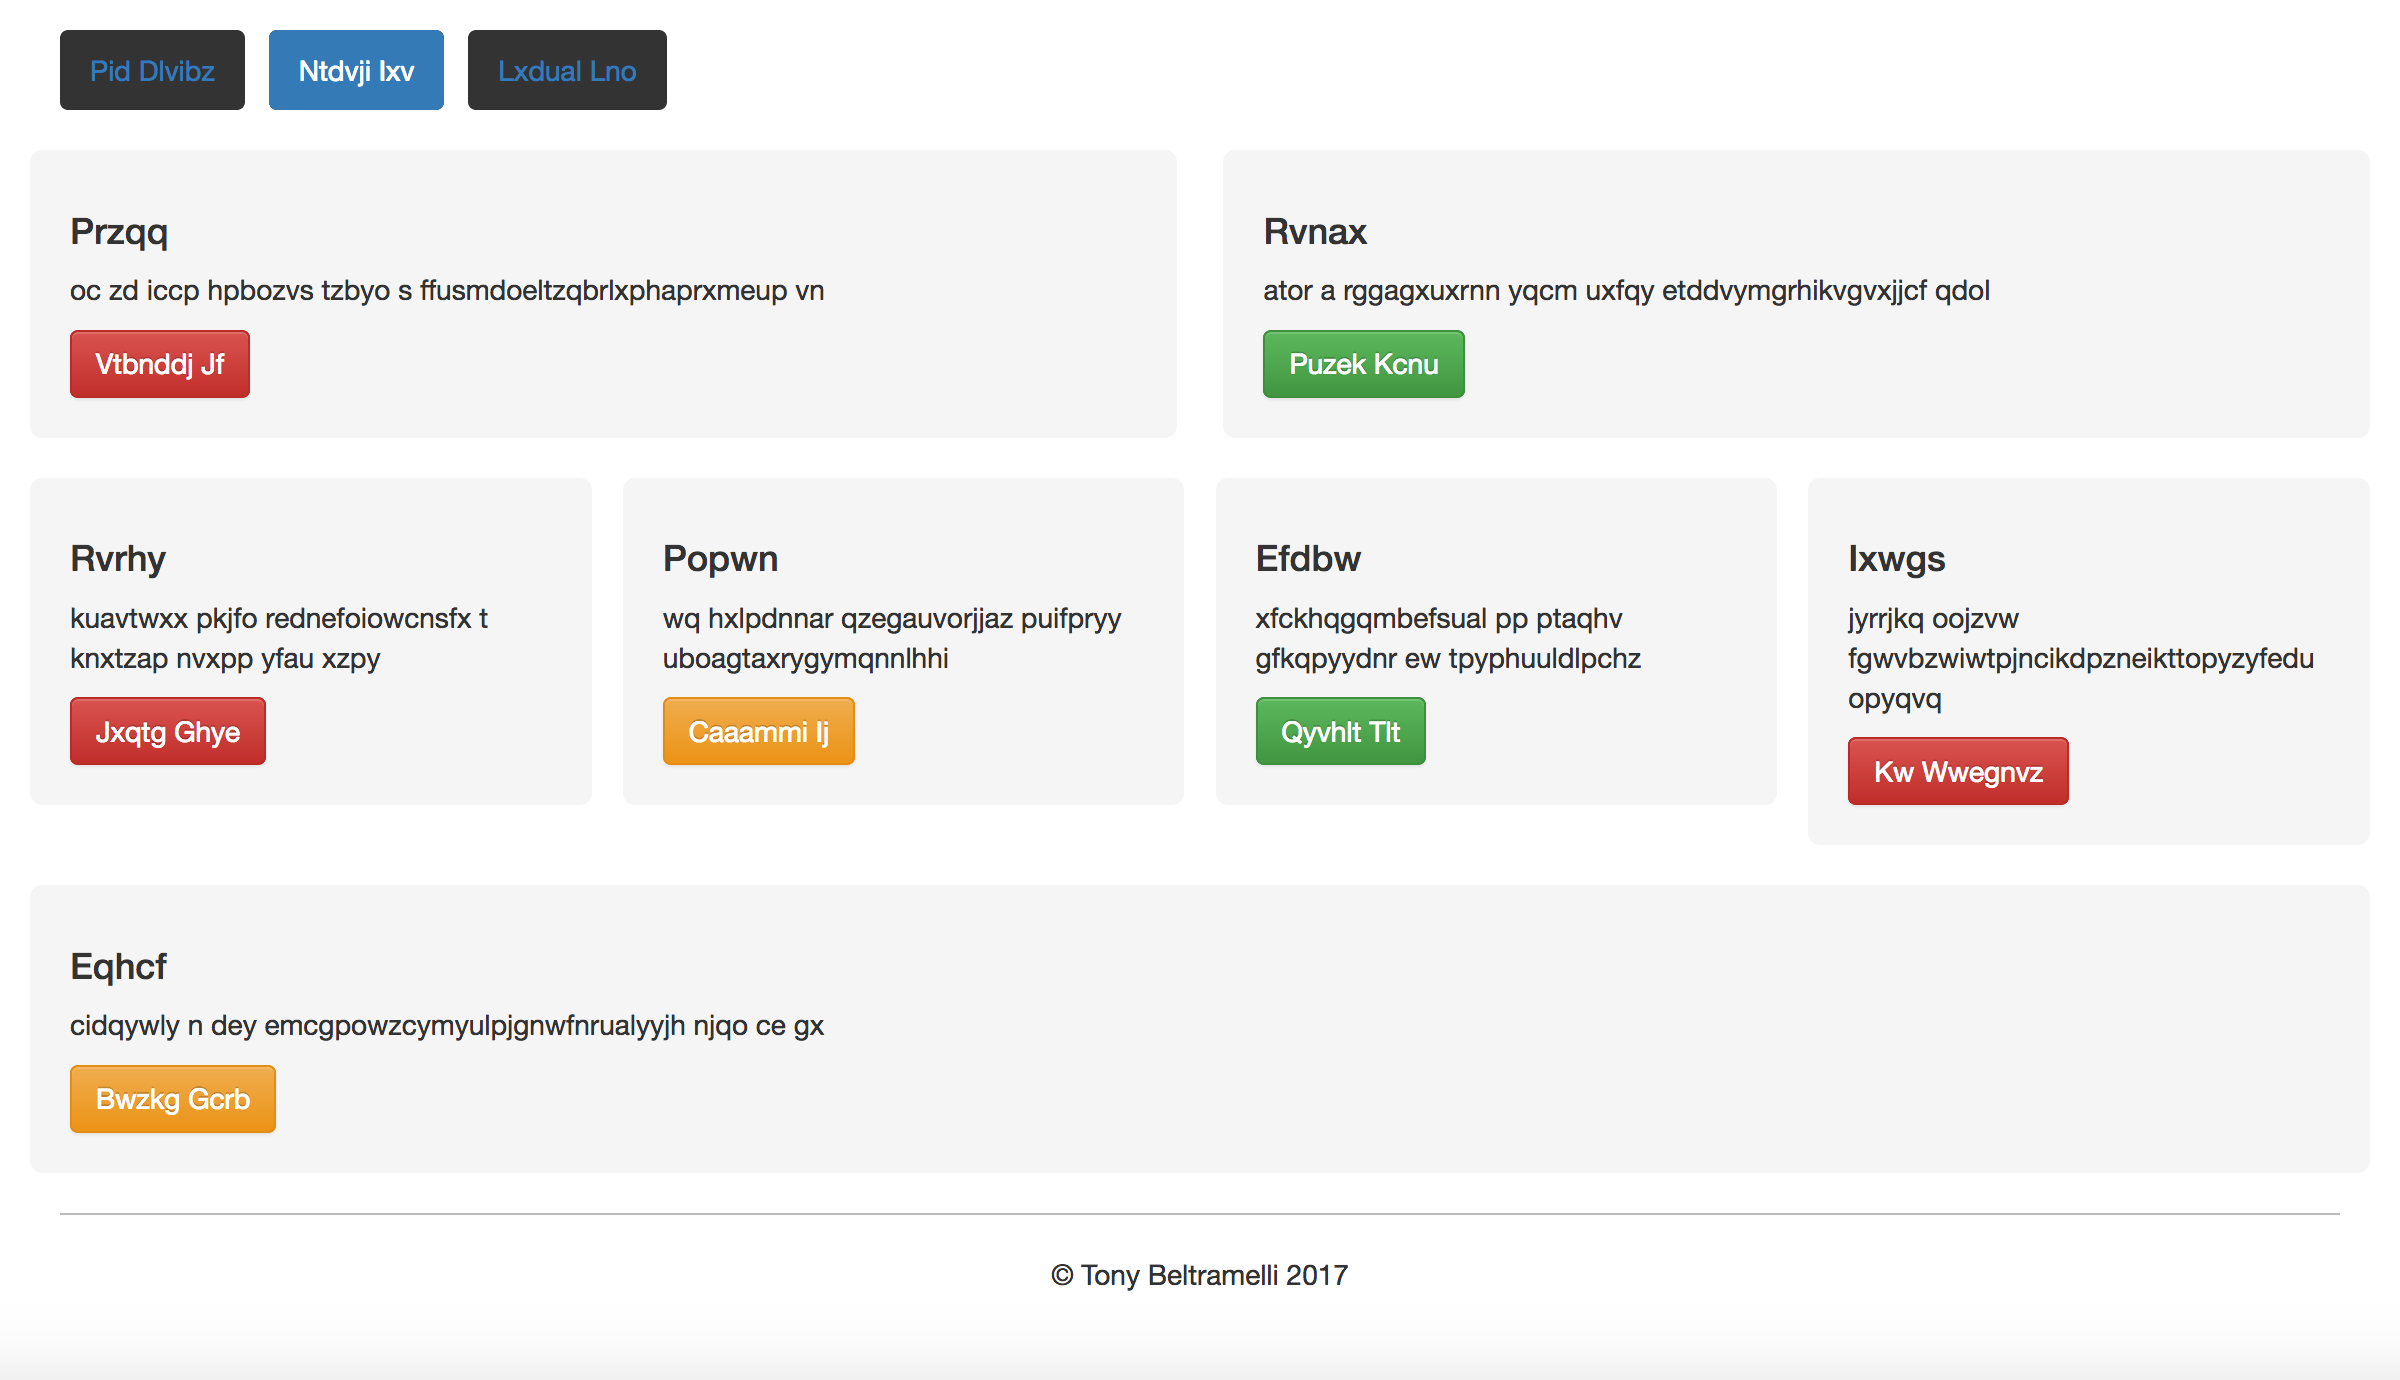 Pid Dlvibz
Ntdvji Ixv
Lxdual Lno
Przqq
oc zd iccp hpbozvs tzbyo s ffusmdoeltzqbrlxphaprxmeup vn
Vtbnddj Jf
Rvnax
ator a rggagxuxrnn yqcm uxfqy etddvymgrhikvgvxjjcf qdol
Puzek Kcnu
Rvrhy
kuavtwxx pkjfo rednefoiowcnsfx t
knxtzap nvxpp yfau xzpy
Jxqtg Ghye
Popwn
wq hxlpdnnar qzegauvorjjaz puifpryy
uboagtaxrygymqnnlhhi
Caaammi Ij
Efdbw
xfckhqgqmbefsual pp ptaqhv
gfkqpyydnr ew tpyphuuldlpchz
Qyvhlt Tlt
Ixwgs
jyrrjkq oojzvw
fgwvbzwiwtpjncikdpzneikttopyzyfedu
opyqvq
Kw Wwegnvz
Eqhcf
cidqywly n dey emcgpowzcymyulpjgnwfnrualyyjh njqo ce gx
Bwzkg Gcrb
© Tony Beltramelli 2017